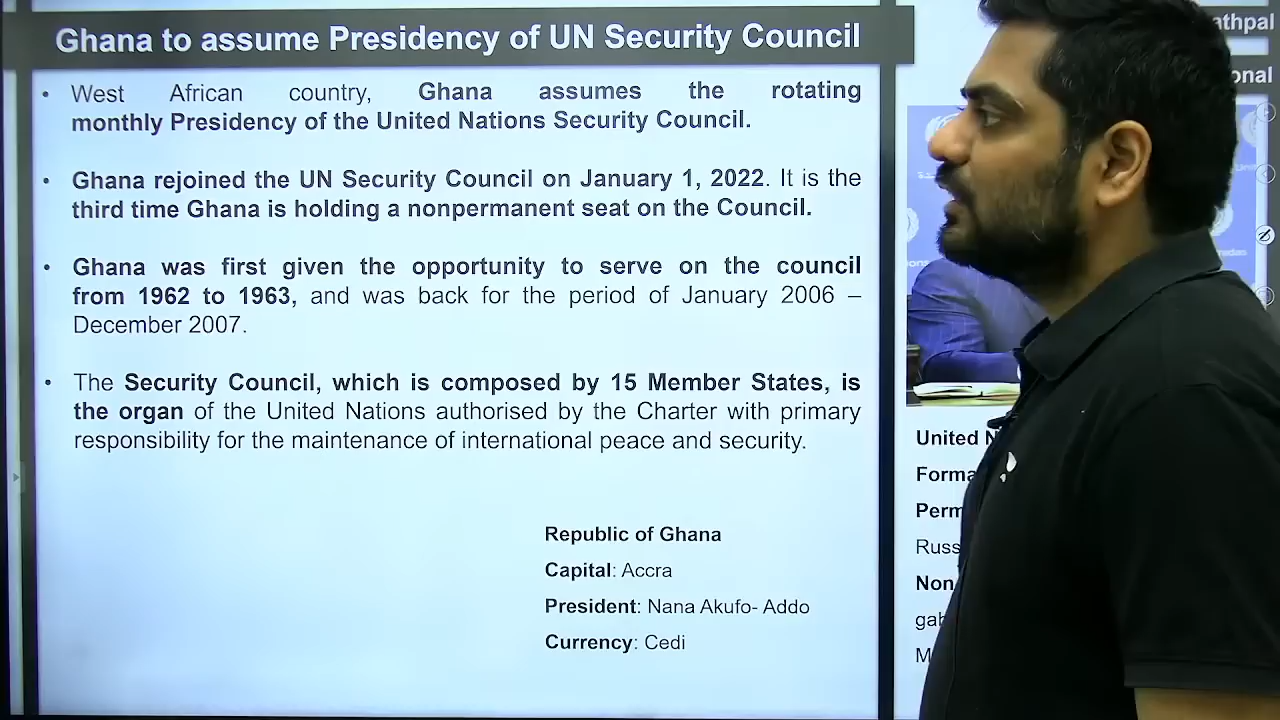 Ghana to assume Presidency of UN Security Council
• West African country, Ghana assumes the rotating
monthly Presidency of the United Nations Security Council.
• Ghana rejoined the UN Security Council on January 1, 2022. It is the
third time Ghana is holding a nonpermanent seat on the Council.
• Ghana was first given the opportunity to serve on the council
from 1962 to 1963, and was back for the period of January 2006 –
December 2007.
• The Security Council, which is composed by 15 Member States, is
the organ of the United Nations authorised by the Charter with primary
responsibility for the maintenance of international peace and security.
Republic of Ghana
Capital: Accra
President: Nana Akufo- Addo
Currency: Cedi
athpal
onal
United N
Forma
Perm
Russ
Non
gab
M